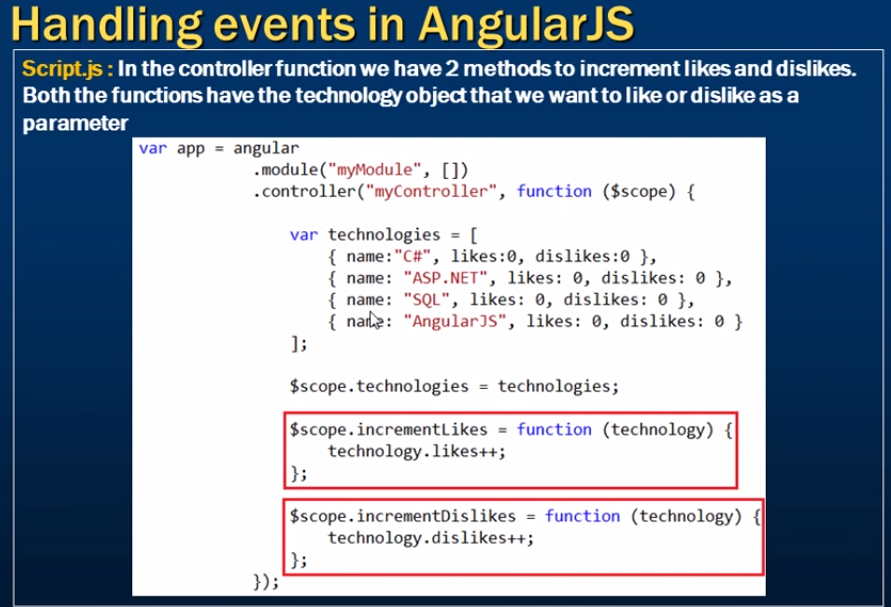 Handling events in AngularJS
Script.js : In the controller function we have 2 methods to increment likes and dislikes.
Both the functions have the technology object that we want to like or dislike as a
parameter
var app = angular
.module("myModule", [])
.controller("myController", function ($scope) {
var technologies = [
{ name:"C#", likes:0, dislikes:0 },
{ name: "ASP.NET", likes: 0, dislikes: 0 },
{ name: "SQL", likes: 0, dislikes: 0 },
{ name: "AngularJS", likes: 0, dislikes: 0 }
];
$scope.technologies = technologies;
$scope.incrementLikes = function (technology) {
technology.likes++;
};
$scope.incrementDislikes = function (technology) {
technology.dislikes++;
};
});